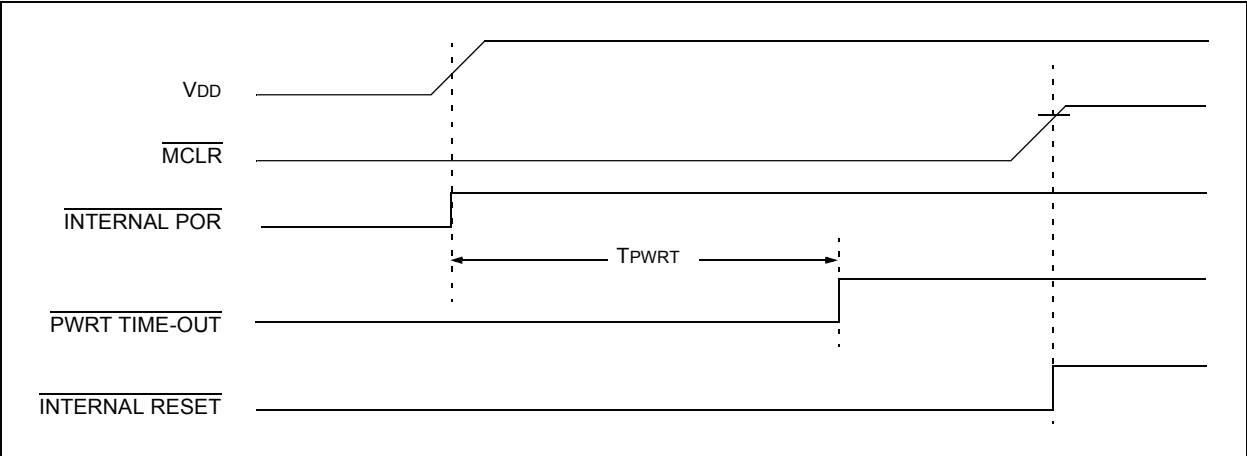 VDD
MCLR
INTERNAL POR
TPWRT
PWRT TIME-OUT
INTERNAL RESET